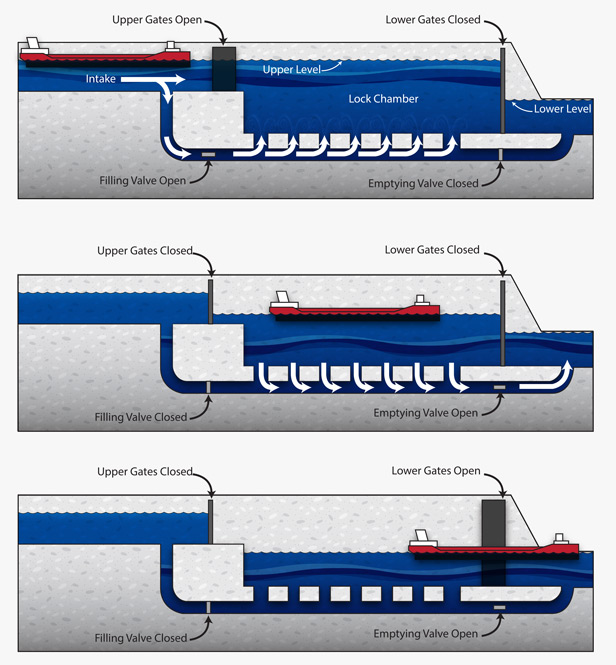 Upper Gates Open
Lower Gates Closed
Upper Level
Intake
Lock Chamber
Lower Level
Filling Valve Open
Emptying Valve Closed
Upper Gates Closed
Lower Gates Closed
Filling Valve Closed
Emptying Valve Open
Upper Gates Closed
Lower Gates Open
Filling Valve Closed
Emptying Valve Open